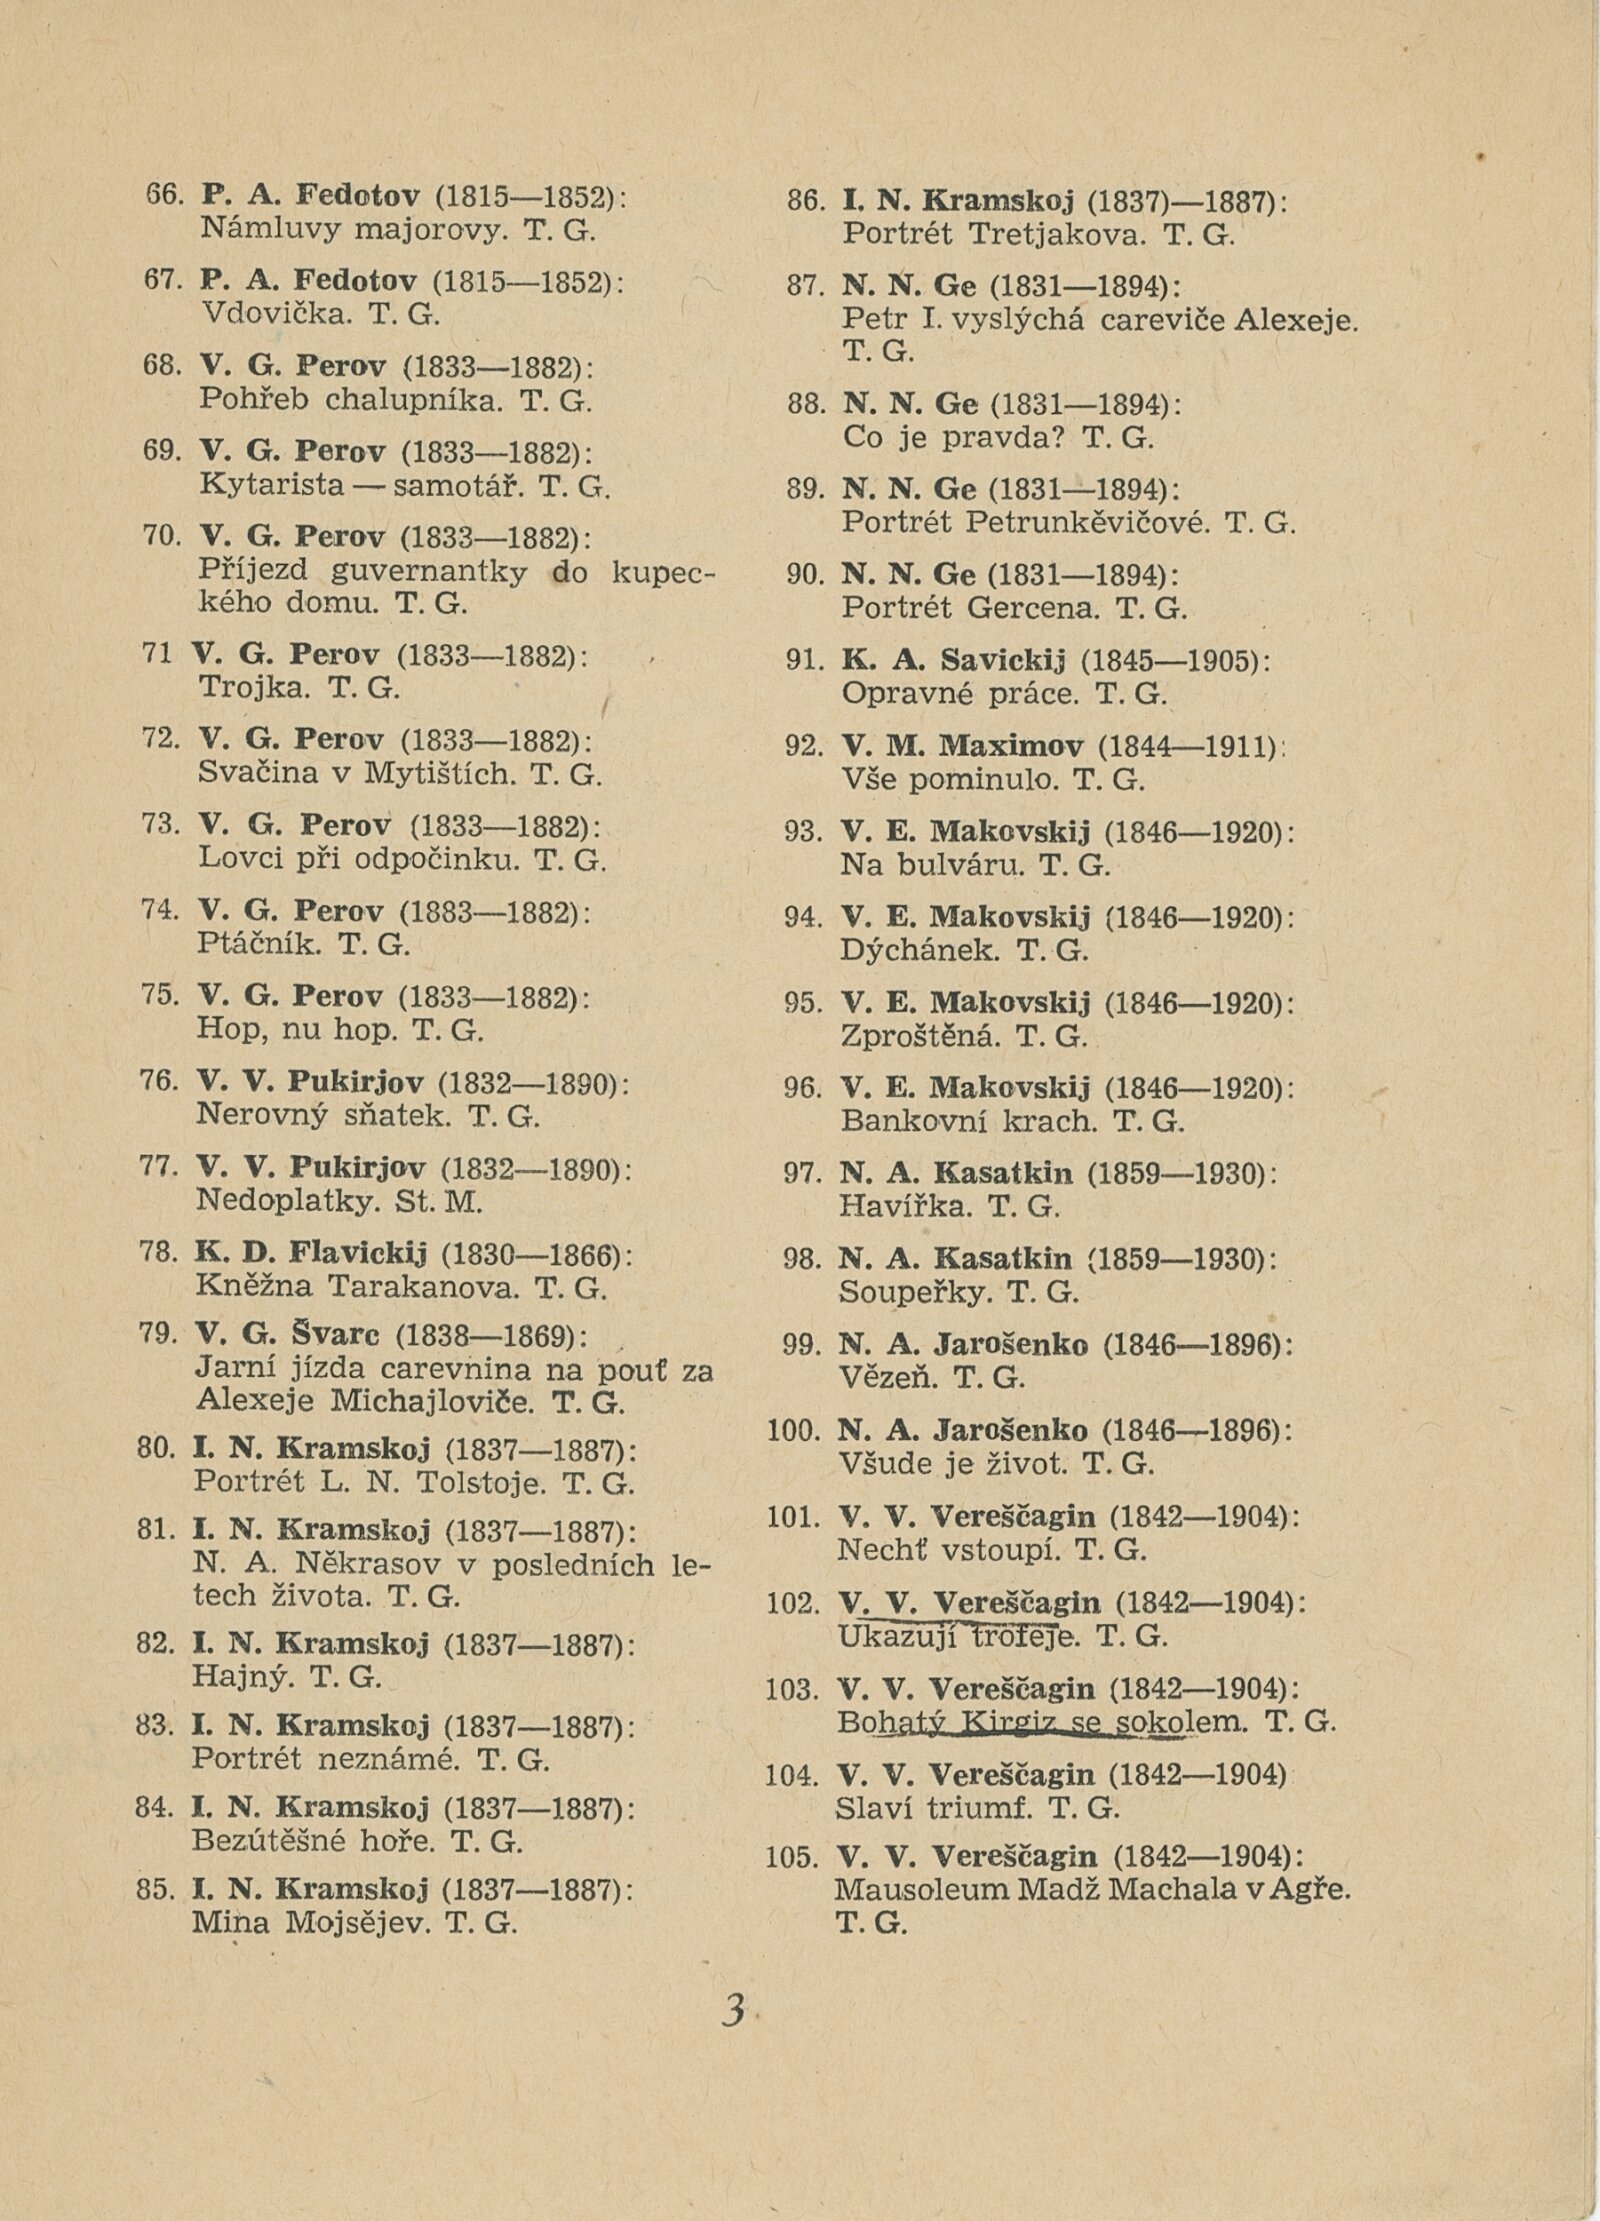 66. P. A. Fedotov (1815—1852):
Námluvy majorovy. T. G.
67. P. A. Fedotov (1815—1852):
Vdovička. T. G.
68. V. G. Perov (1833—1882):
Pohřeb chalupníka. T. G.
69. V. G. Perov (1833—1882):
Kytarista — samotář. T. G.
70. V. G. Perov (1833—1882):
Příjezd guvernantky do kupec-
kého domu. T. G.
71 V. G. Perov (1833—1882):
Trojka. T. G.
72. V. G. Perov (1833—1882):
Svačina v Mytištích. T. G.
73. V. G. Perov (1833—1882):
Lovci při odpočinku. T. G.
74. V. G. Perov (1883—1882):
Ptáčník. T. G.
75. V. G. Perov (1833—1882):
Hop, nu hop. T. G.
76. V. V. Pukirjov (1832—1890):
Nerovný sňatek. T. G.
77. V. V. Pukirjov (1832—1890):
Nedoplatky. St. M.
78. K. D. Flavickij (1830—1866):
Kněžna Tarakanova. T. G.
79. V. G. Švarc (1838—1869):
Jarní jízda carevnina na pouť za
Alexeje Michajloviče. T. G.
80. I. N. Kramskoj (1837—1887):
Portrét L. N. Tolstoje. T. G.
81. I. N. Kramskoj (1837—1887):
N. A. Někrasov v posledních le-
tech života. T. G.
82. I. N. Kramskoj (1837—1887):
Hajný. T. G.
83. I. N. Kramskoj (1837—1887):
Portrét neznámé. T. G.
84. I. N. Kramskoj (1837—1887):
Bezútěšné hoře. T. G.
85. I. N. Kramskoj (1837—1887):
Mina Mojsějev. T. G.
86. I. N. Kramskoj (1837)—1887):
Portrét Tretjakova. T. G.
87. N. N. Ge (1831—1894):
Petr I. vyslýchá careviče Alexeje.
T. G.
88. N. N. Ge (1831—1894):
Co je pravda? T. G.
89. N. N. Ge (1831—1894):
Portrét Petrunkěvičové. T. G.
90. N. N. Ge (1831—1894):
Portrét Gercena. T. G.
91. K. A. Savickij (1845—1905):
Opravné práce. T. G.
92. V. M. Maximov (1844—1911):
Vše pominulo. T. G.
93. V. E. Makovskij (1846—1920):
Na bulváru. T. G.
94. V. E. Makovskij (1846—1920):
Dýchánek. T. G.
95. V. E. Makovskij (1846—1920):
Zproštěná. T. G.
96. V. E. Makovskij (1846—1920):
Bankovní krach. T. G.
97. N. A. Kasatkin (1859—1930):
Havířka. T. G.
98. N. A. Kasatkin (1859—1930):
Soupeřky. T. G.
99. N. A. Jarošenko (1846—1896):
Vězeň. T. G.
100. N. A. Jarošenko (1846—1896):
Všude je život. T. G.
101. V. V. Vereščagin (1842—1904):
Nechť vstoupí. T. G.
102. V. V. Vereščagin (1842—1904):
Ukazují trofeje. T. G.
103. V. V. Vereščagin (1842—1904):
Bohatý Kirgiz se sokolem. T. G.
104. V. V. Vereščagin (1842—1904)
Slaví triumf. T. G.
105. V. V. Vereščagin (1842—1904):
Mausoleum Madž Machala v Agře.
T. G.
3